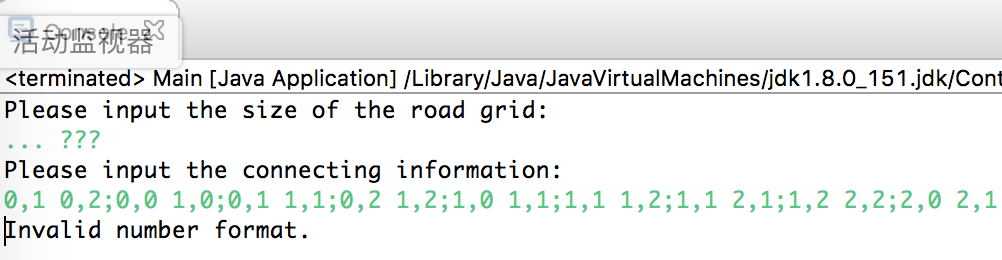 Console
活动监视器
<terminated> Main [Java Application] /Library/Java/JavaVirtualMachines/jdk1.8.0_151.jdk/Cont
Please input the size of the road grid:
... ???
Please input the connecting information:
0,1 0,2;0,0 1,0;0,1 1,1;0,2 1,2;1,0 1,1;1,1 1,2;1,1 2,1;1,2 2,2;2,0 2,1
Invalid number format.